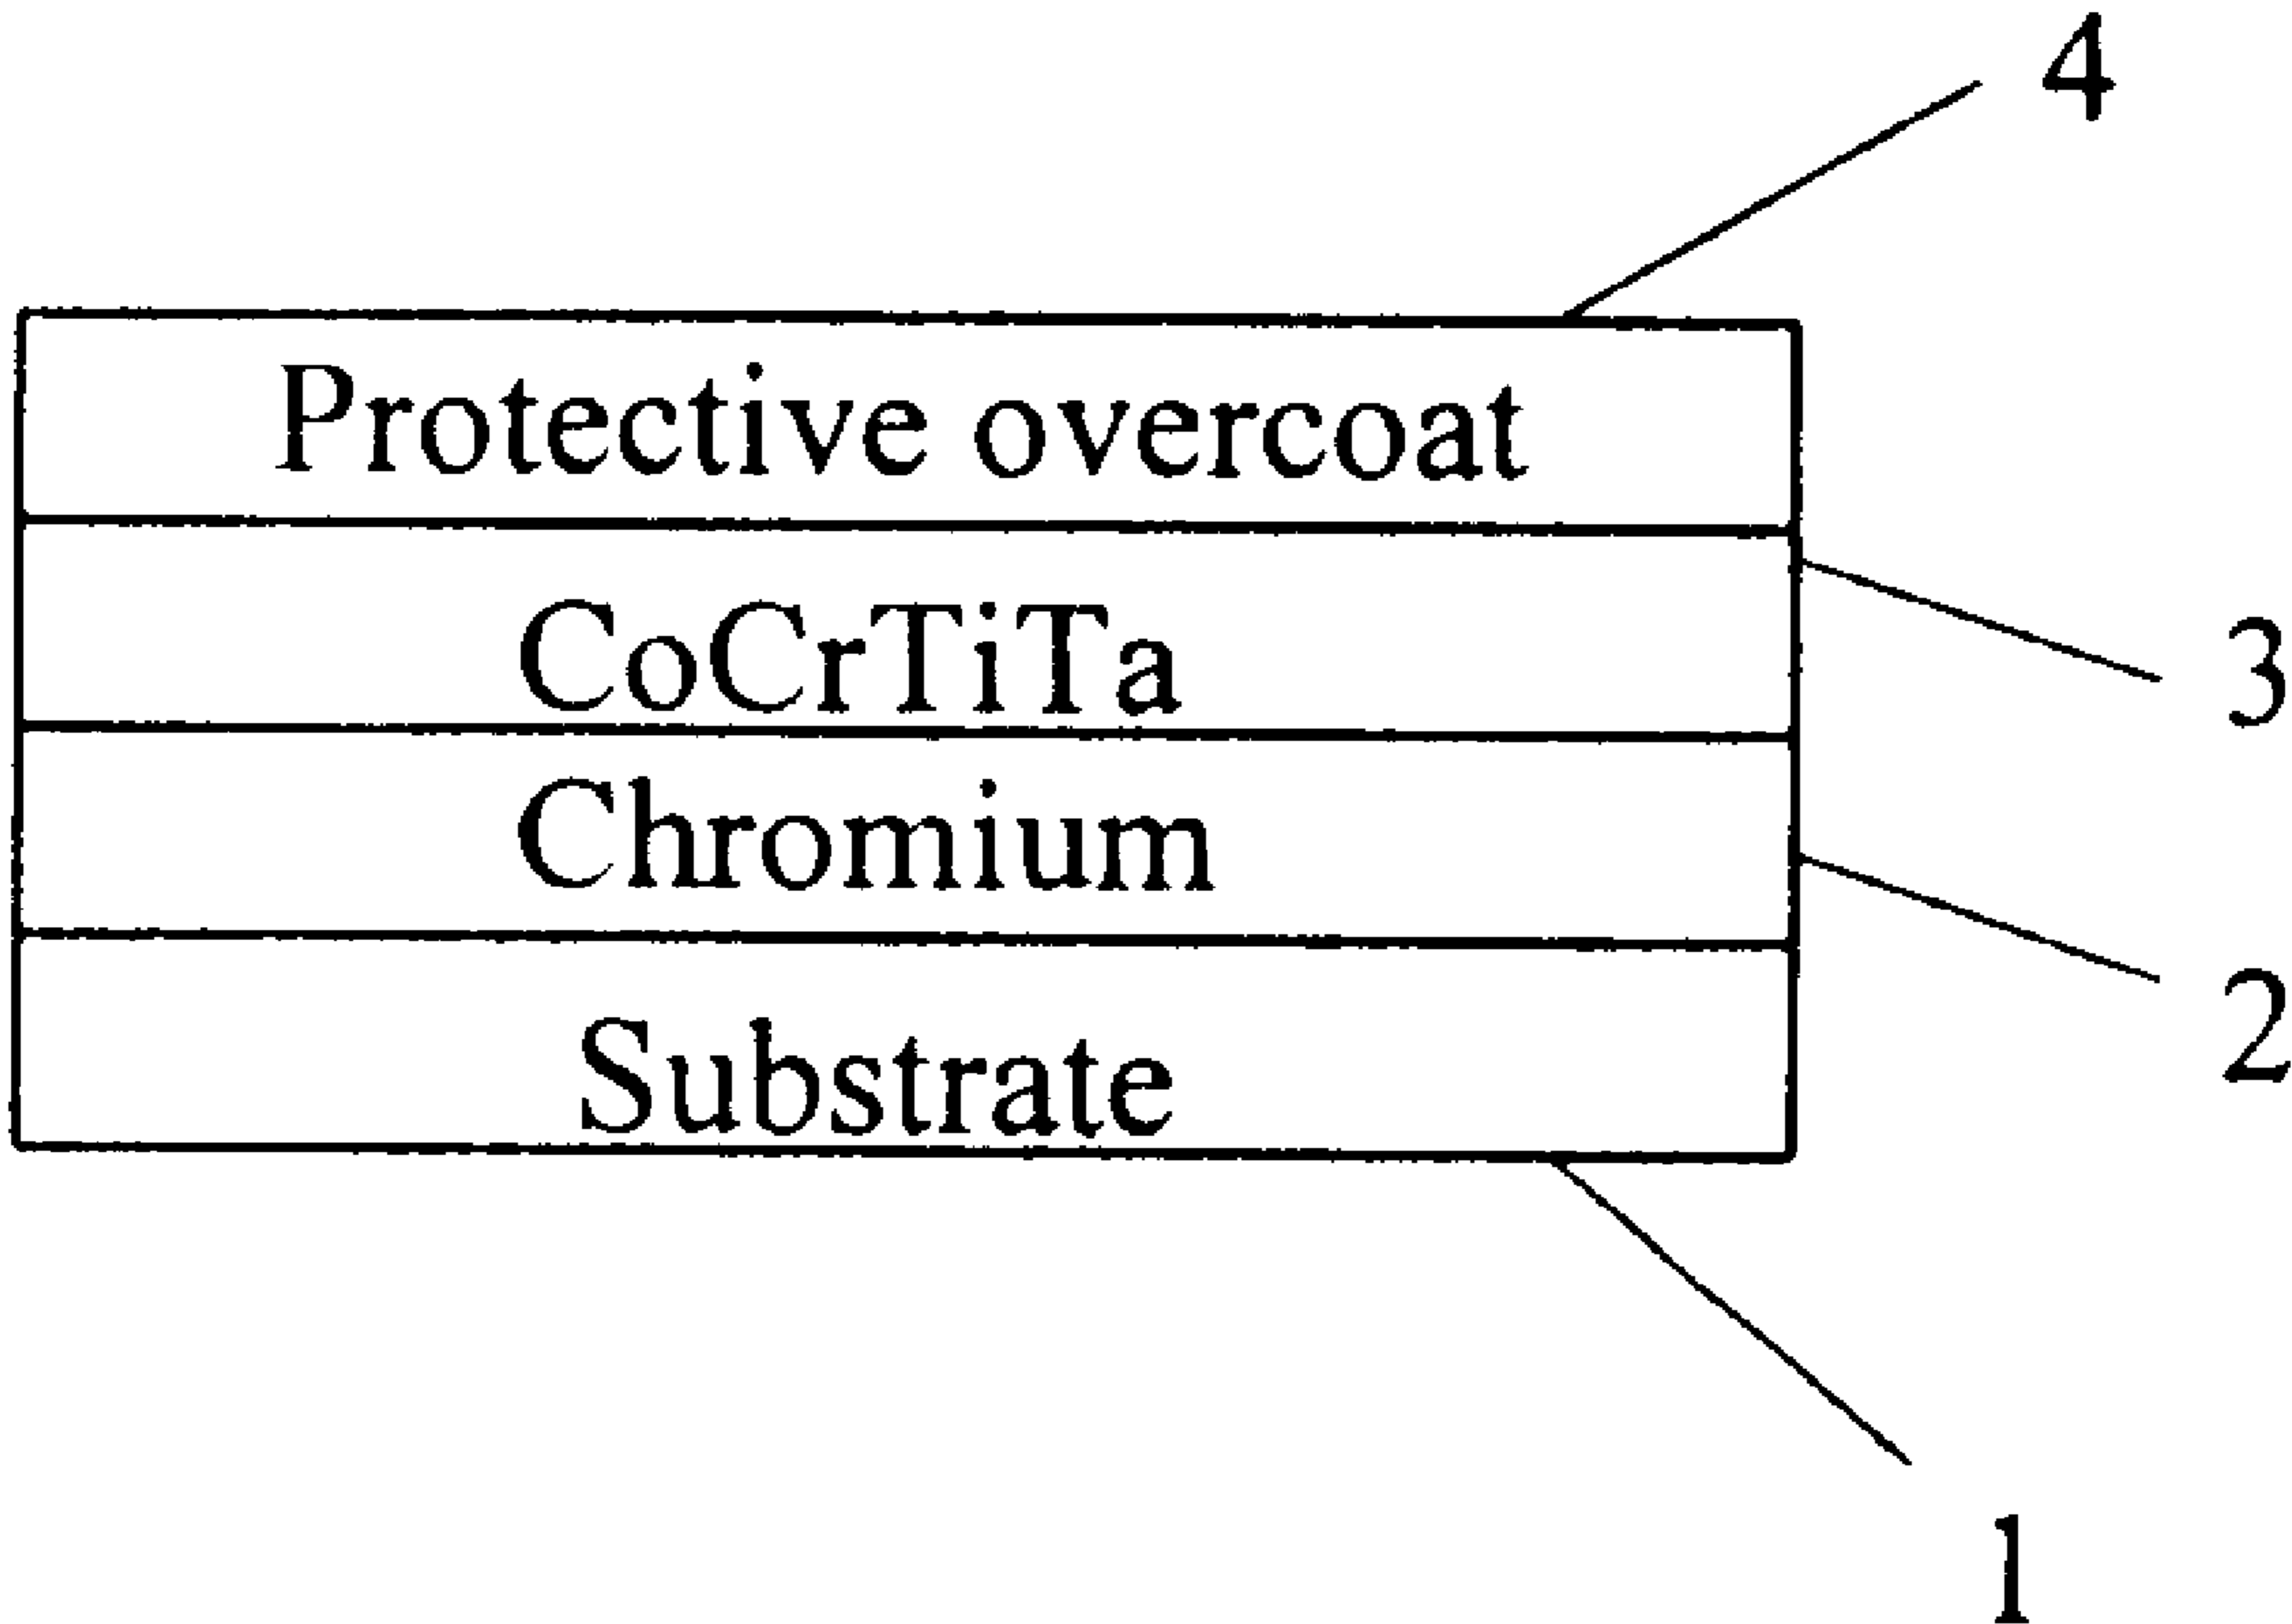 4
Protective overcoat
CoCrTiTa
3
Chromium
2
Substrate
1